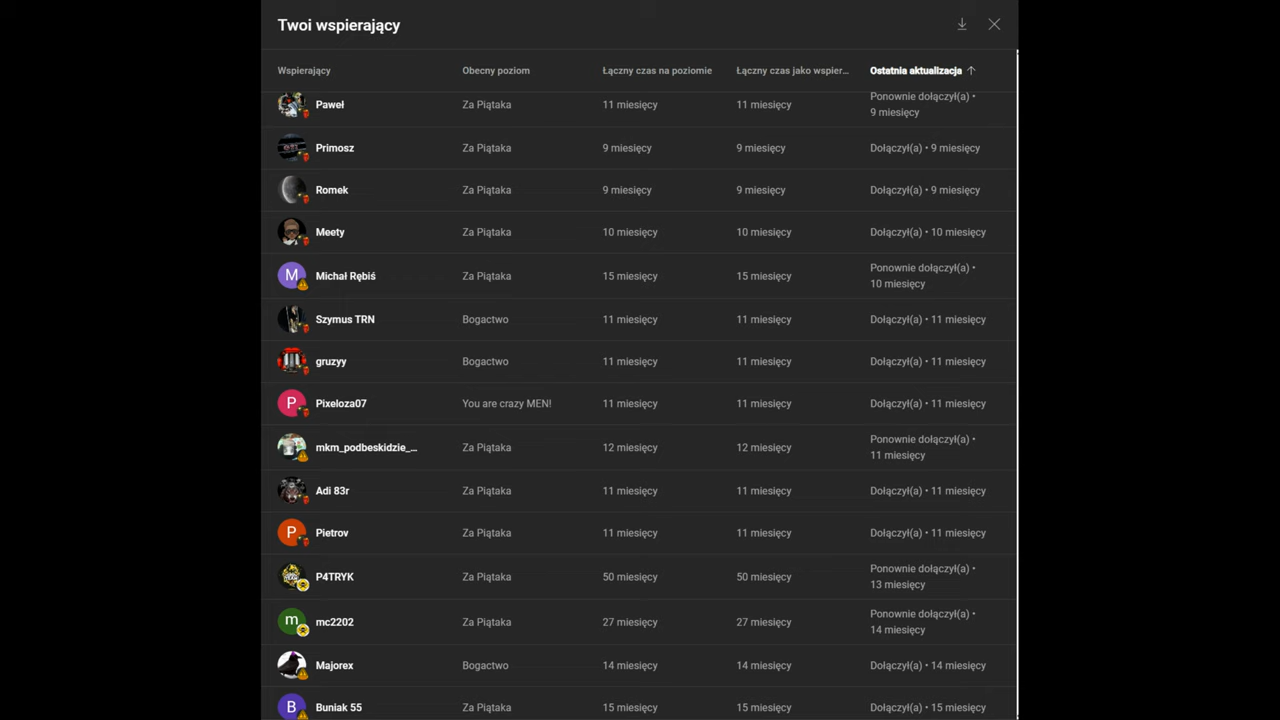 Twoi wspierający
Wspierający Obecny poziom Łączny czas na poziomie Łączny czas jako wspier... Ostatnia aktualizacja
Paweł Za Piątaka 11 miesięcy 11 miesięcy Ponownie dołączył(a) •
9 miesięcy
Primosz Za Piątaka 9 miesięcy 9 miesięcy Dołączył(a) • 9 miesięcy
Romek Za Piątaka 9 miesięcy 9 miesięcy Dołączył(a) • 9 miesięcy
Meety Za Piątaka 10 miesięcy 10 miesięcy Dołączył(a) • 10 miesięcy
M Michał Rębiś Za Piątaka 15 miesięcy 15 miesięcy Ponownie dołączył(a) •
10 miesięcy
Szymus TRN Bogactwo 11 miesięcy 11 miesięcy Dołączył(a) • 11 miesięcy
gruzyy Bogactwo 11 miesięcy 11 miesięcy Dołączył(a) • 11 miesięcy
P Pixeloza07 You are crazy MEN! 11 miesięcy 11 miesięcy Dołączył(a) • 11 miesięcy
mkm_podbeskidzie_... Za Piątaka 12 miesięcy 12 miesięcy Ponownie dołączył(a) •
11 miesięcy
Adi 83r Za Piątaka 11 miesięcy 11 miesięcy Dołączył(a) • 11 miesięcy
P Pietrov Za Piątaka 11 miesięcy 11 miesięcy Dołączył(a) • 11 miesięcy
P4TRYK Za Piątaka 50 miesięcy 50 miesięcy Ponownie dołączył(a) •
13 miesięcy
m mc2202 Za Piątaka 27 miesięcy 27 miesięcy Ponownie dołączył(a) •
14 miesięcy
Majorex Bogactwo 14 miesięcy 14 miesięcy Dołączył(a) • 14 miesięcy
B Buniak 55 Za Piątaka 15 miesięcy 15 miesięcy Dołączył(a) • 15 miesięcy